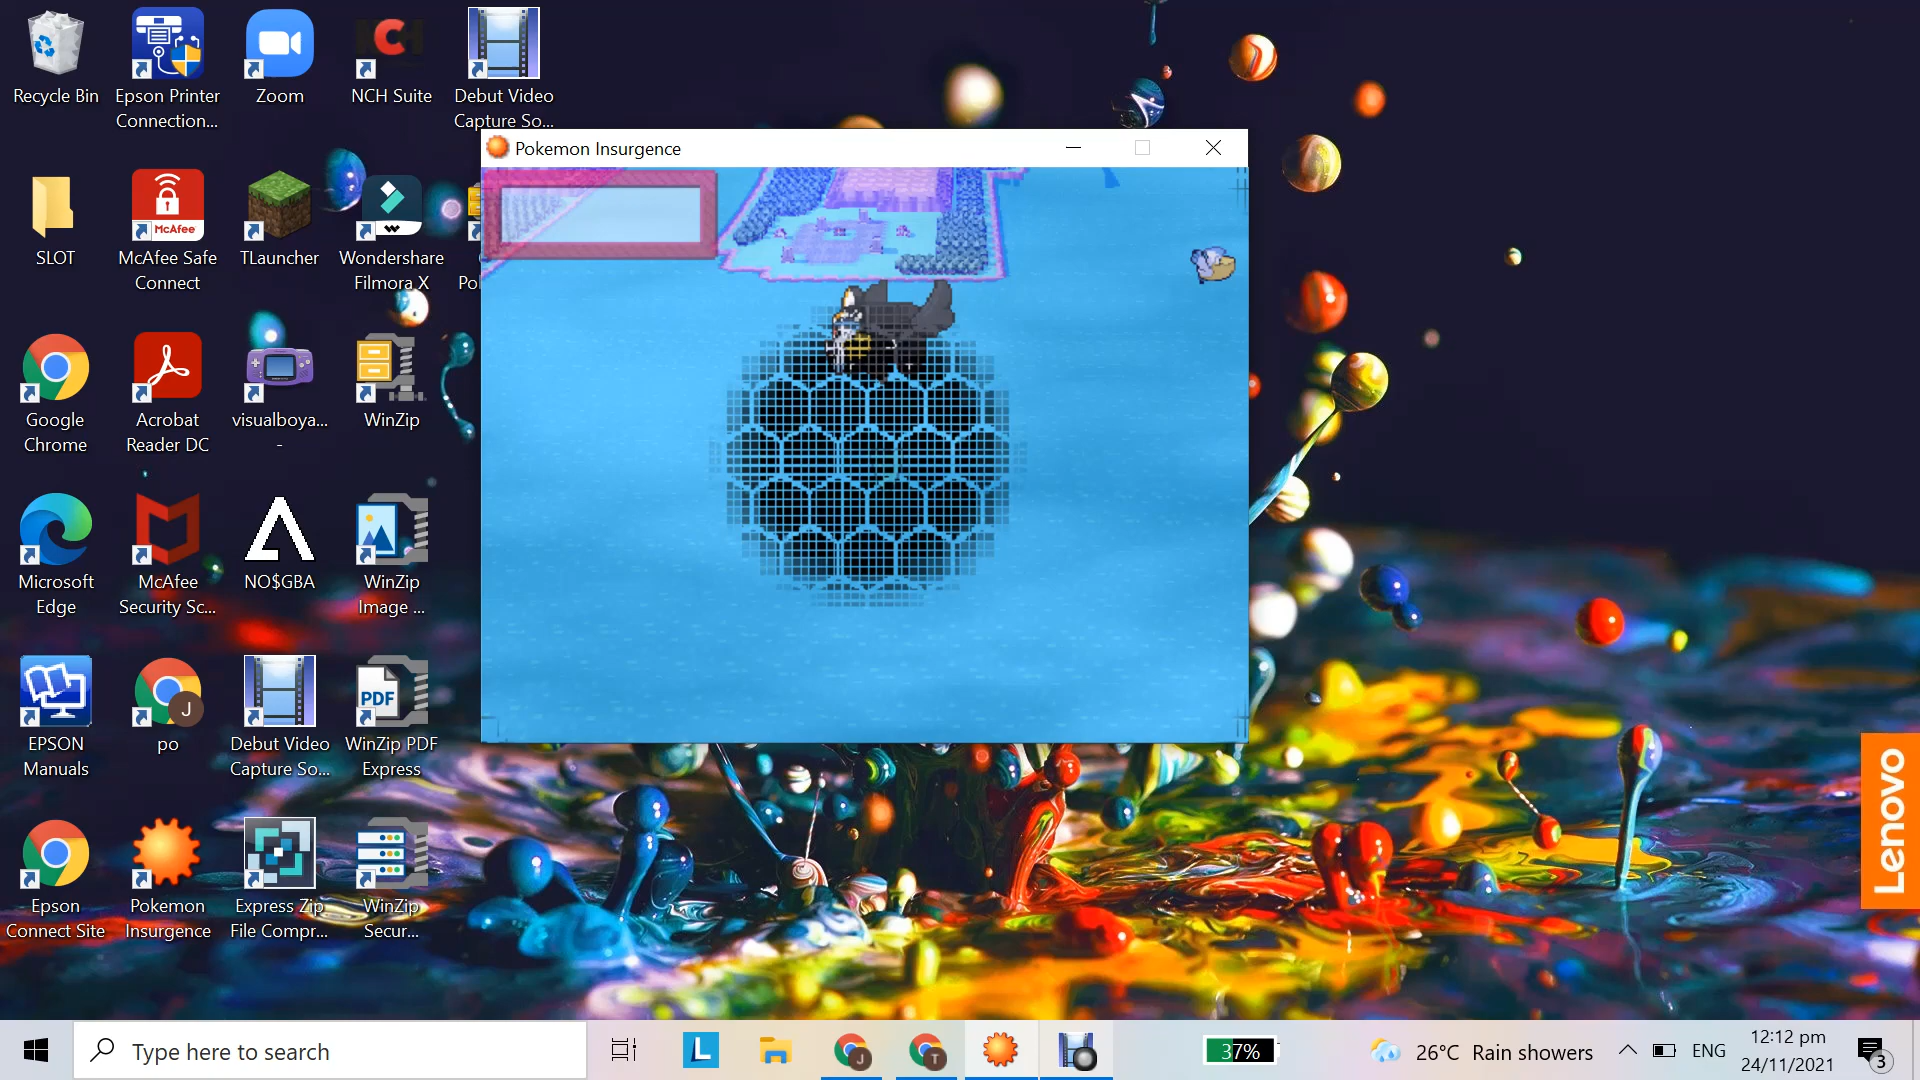 Recycle Bin
Epson Printer
Connection...
Zoom
NCH Suite
Debut Video
Capture So...
Pokemon Insurgence
SLOT
McAfee
McAfee Safe
Connect
TLauncher
Wondershare
Filmora X
Google
Chrome
Acrobat
Reader DC
visualboya...
-
WinZip
Microsoft
Edge
McAfee
Security Sc...
NO$GBA
WinZip
Image ...
EPSON
Manuals
J
po
Debut Video
Capture So...
PDF
WinZip PDF
Express
Epson
Connect Site
Pokemon
Insurgence
Express Zip
File Compr...
WinZip
Secur...
Lenovo
Type here to search
L
J
T
37%
26°C Rain showers
ENG
12:12 pm
24/11/2021
3